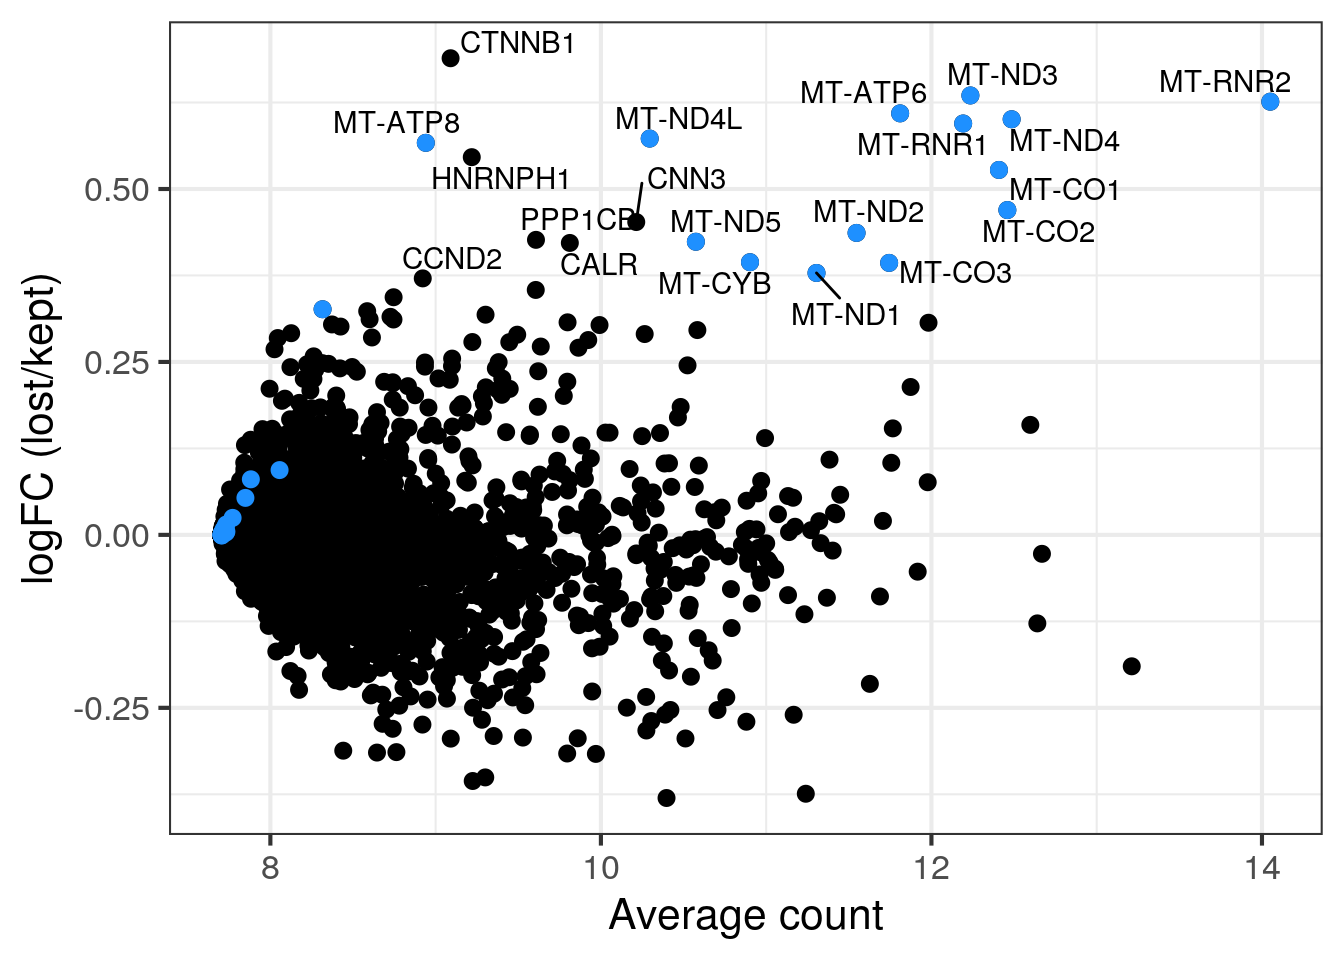 CTNNB1
MT-ND3
MT-RNR2
MT-ATP6
MT-ATP8
MT-ND4L
MT-RNR1
MT-ND4
HNRNPH1
CNN3
MT-CO1
PPP1CB
MT-ND5
MT-ND2
MT-CO2
CCND2
CALR
MT-CYB
MT-CO3
MT-ND1
0.50
0.25
0.00
-0.25
logFC (lost/kept)
8
10
12
14
Average count